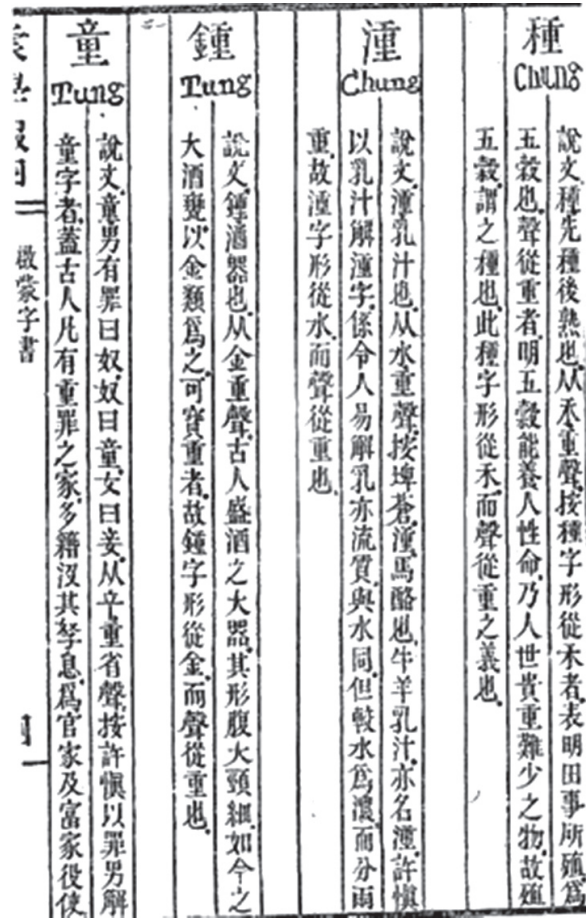 種
Chung
說文.種先種後熟也.从禾重聲.按種字形從禾者.表明田事所殖.爲
五穀也.聲從重者.明五穀能養人性命.乃人世貴重難少之物.故殖
五穀.謂之種也.此種字形從禾.而聲從重之義也.
湩
Chung
說文.湩乳汁也.从水重聲.按埤蒼.湩.馬酪也.牛羊乳汁.亦名湩.許愼
以乳汁解湩字.係令人易解.乳亦流質.與水同.但較水爲濃.而分兩
重.故湩字形從水.而聲從重也.
鍾
Tung
說文.鍾酒器也.从金重聲.古人盛酒之大器.其形腹大頸細.如今之
大酒甕.以金類爲之.可寶重者.故鍾字形從金.而聲從重也.
童
Tung
說文.童男有罪曰奴.奴曰童.女曰妾.从䇂重省聲.按許愼以罪男解
童字者.蓋古人凡有重罪之家.多籍沒其孥息.爲官家及富家役使
啟蒙字書